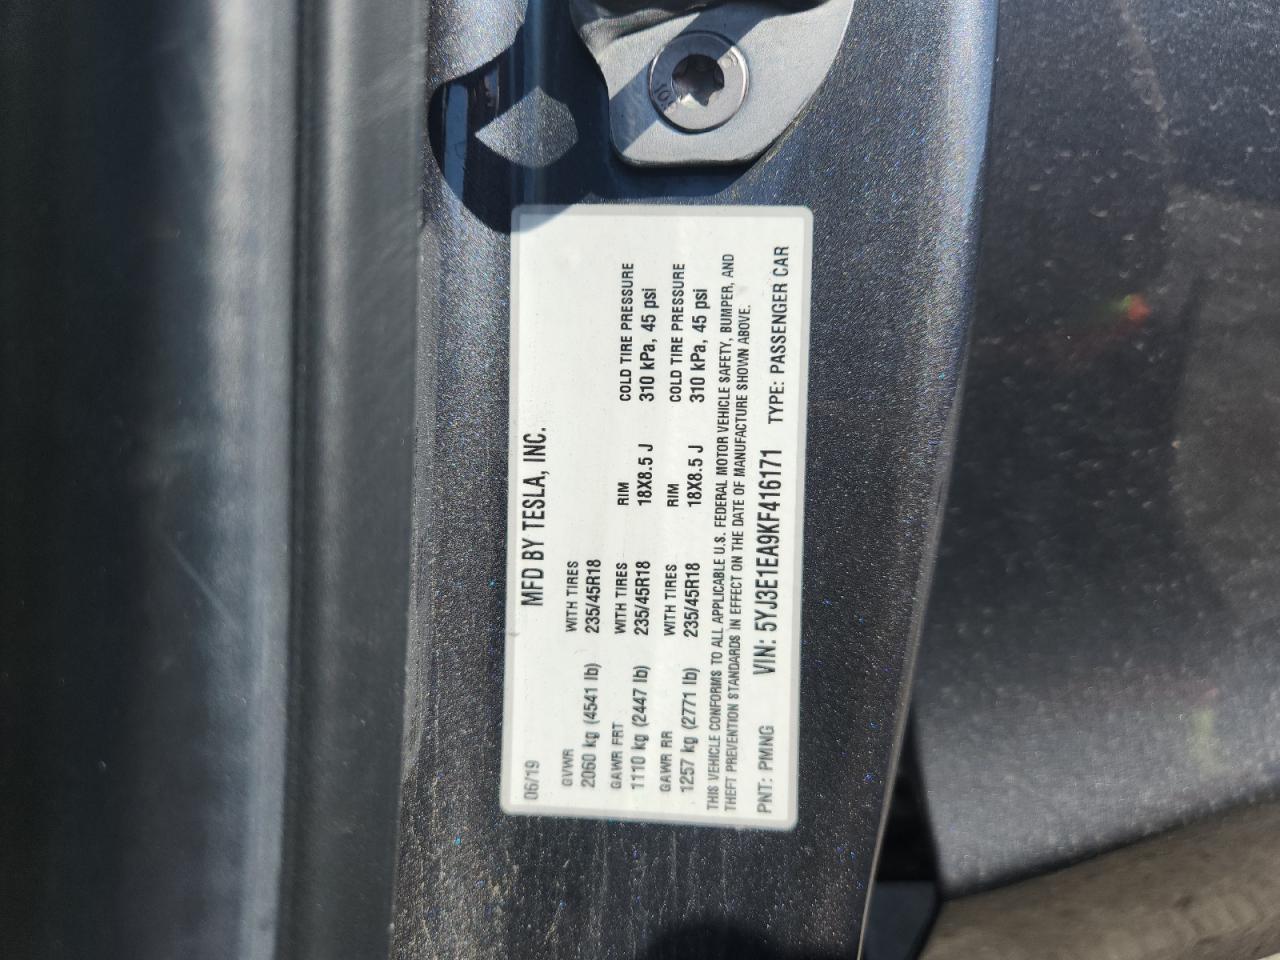 MFD BY TESLA, INC.
06/19
GVWR WITH TIRES
2060 kg (4541 lb) 235/45R18
GAWR FRT WITH TIRES RIM COLD TIRE PRESSURE
1110 kg (2447 lb) 235/45R18 18X8.5 J 310 kPa, 45 psi
GAWR RR WITH TIRES RIM COLD TIRE PRESSURE
1257 kg (2771 lb) 235/45R18 18X8.5 J 310 kPa, 45 psi
THIS VEHICLE CONFORMS TO ALL APPLICABLE U.S. FEDERAL MOTOR VEHICLE SAFETY, BUMPER, AND
THEFT PREVENTION STANDARDS IN EFFECT ON THE DATE OF MANUFACTURE SHOWN ABOVE.
PNT: PMNG VIN: 5YJ3E1EA9KF416171 TYPE: PASSENGER CAR